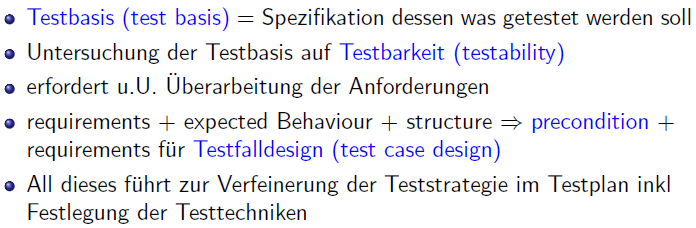 Testbasis (test basis) = Spezifikation dessen was getestet werden soll
Untersuchung der Testbasis auf Testbarkeit (testability)
erfordert u.U. Überarbeitung der Anforderungen
requirements + expected Behaviour + structure ⇒ precondition +
requirements für Testfalldesign (test case design)
All dieses führt zur Verfeinerung der Teststrategie im Testplan inkl
Festlegung der Testtechniken